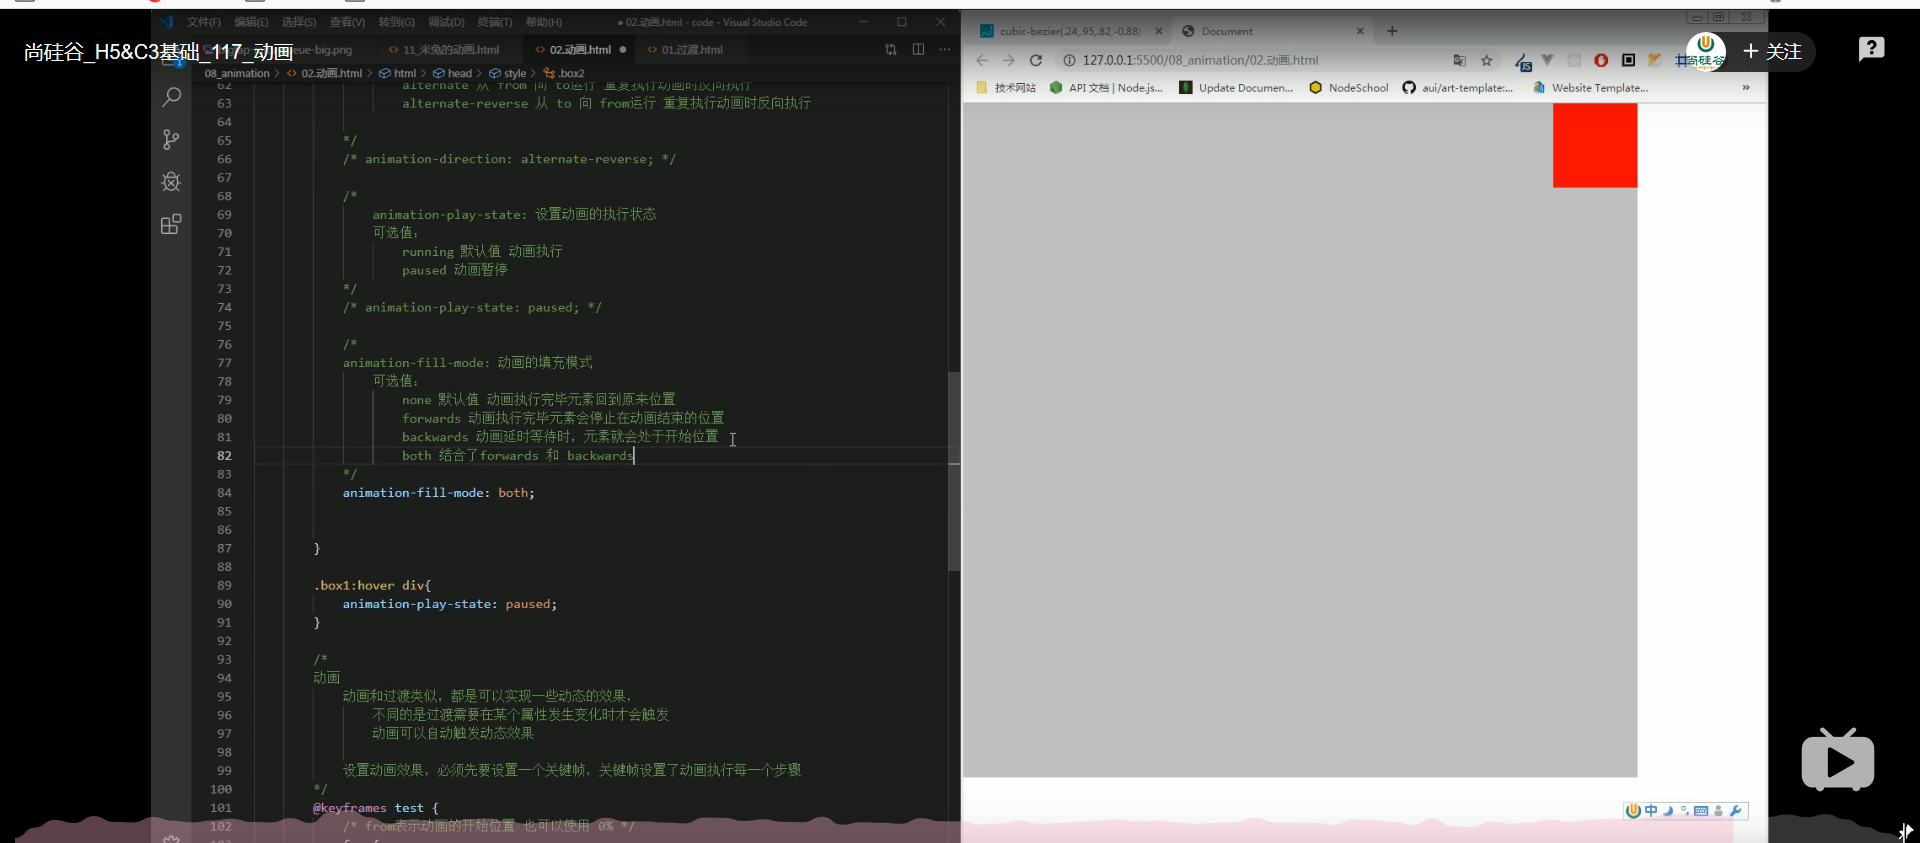 文件(F) 编辑(E) 选择(S) 查看(V) 转到(G) 调试(D) 终端(T) 帮助(H) ● 02.动画.html - code - Visual Studio Code
尚硅谷_H5&C3基础_117_动画
ue-big.png 11_米兔的动画.html 02.动画.html ● 01.过渡.html
08_animation > 02.动画.html > html > head > style > .box2
62 alternate 从 from 向 to运行 重复执行动画时反向执行
63 alternate-reverse 从 to 向 from运行 重复执行动画时反向执行
64
65 */
66 /* animation-direction: alternate-reverse; */
67
68 /*
69 animation-play-state: 设置动画的执行状态
70 可选值：
71 running 默认值 动画执行
72 paused 动画暂停
73 */
74 /* animation-play-state: paused; */
75
76 /*
77 animation-fill-mode: 动画的填充模式
78 可选值：
79 none 默认值 动画执行完毕元素回到原来位置
80 forwards 动画执行完毕元素会停止在动画结束的位置
81 backwards 动画延时等待时，元素就会处于开始位置
82 both 结合了forwards 和 backwards
83 */
84 animation-fill-mode: both;
85
86
87 }
88
89 .box1:hover div{
90 animation-play-state: paused;
91 }
92
93 /*
94 动画
95 动画和过渡类似，都是可以实现一些动态的效果，
96 不同的是过渡需要在某个属性发生变化时才会触发
97 动画可以自动触发动态效果
98
99 设置动画效果，必须先要设置一个关键帧，关键帧设置了动画执行每一个步骤
100 */
101 @keyframes test {
102 /* from表示动画的开始位置 也可以使用 0% */
cubic-bezier(.24,.95,.82,-0.88)
Document
127.0.0.1:5500/08_animation/02.动画.html
技术网站 API 文档 | Node.js... Update Documen... NodeSchool aui/art-template:... Website Template... »
尚硅谷
+ 关注
中